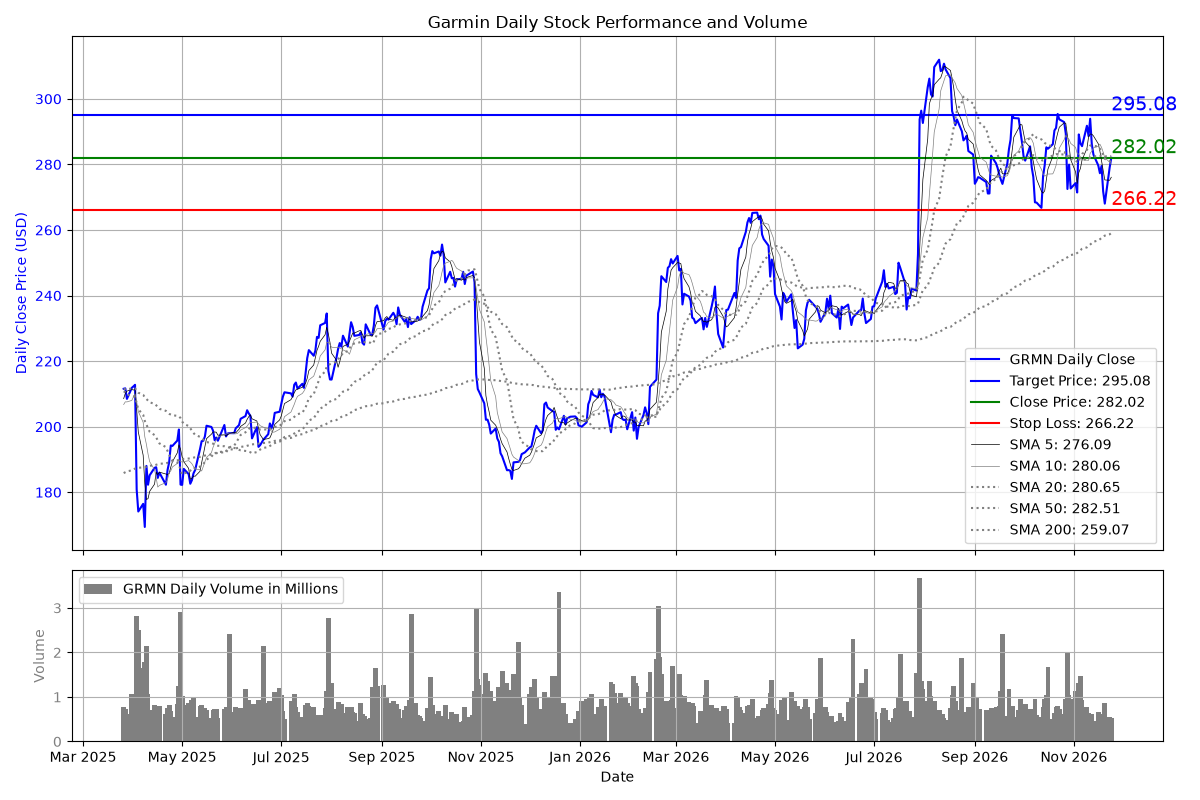 Garmin Daily Stock Performance and Volume
Daily Close Price (USD)
300
280
260
240
220
200
180
295.08
282.02
266.22
GRMN Daily Close
Target Price: 295.08
Close Price: 282.02
Stop Loss: 266.22
SMA 5: 276.09
SMA 10: 280.06
SMA 20: 280.65
SMA 50: 282.51
SMA 200: 259.07
GRMN Daily Volume in Millions
Volume
3
2
1
0
Mar 2025 May 2025 Jul 2025 Sep 2025 Nov 2025 Jan 2026 Mar 2026 May 2026 Jul 2026 Sep 2026 Nov 2026
Date